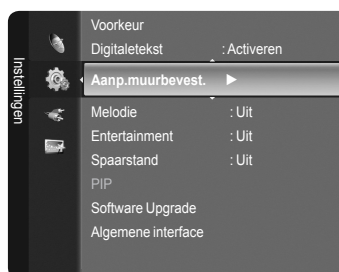 Instellingen
Voorkeur
Digitaletekst : Activeren
Aanp.muurbevest. ►
Melodie : Uit
Entertainment : Uit
Spaarstand : Uit
PIP
Software Upgrade
Algemene interface